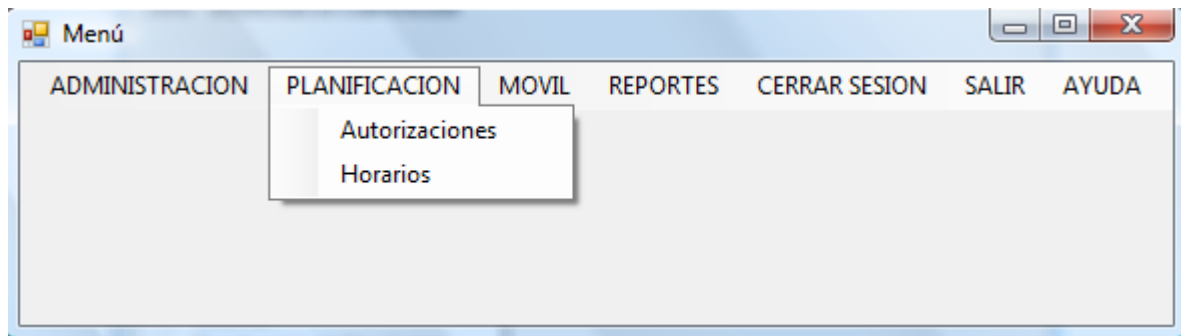 Menú
ADMINISTRACION PLANIFICACION MOVIL REPORTES CERRAR SESION SALIR AYUDA
Autorizaciones
Horarios